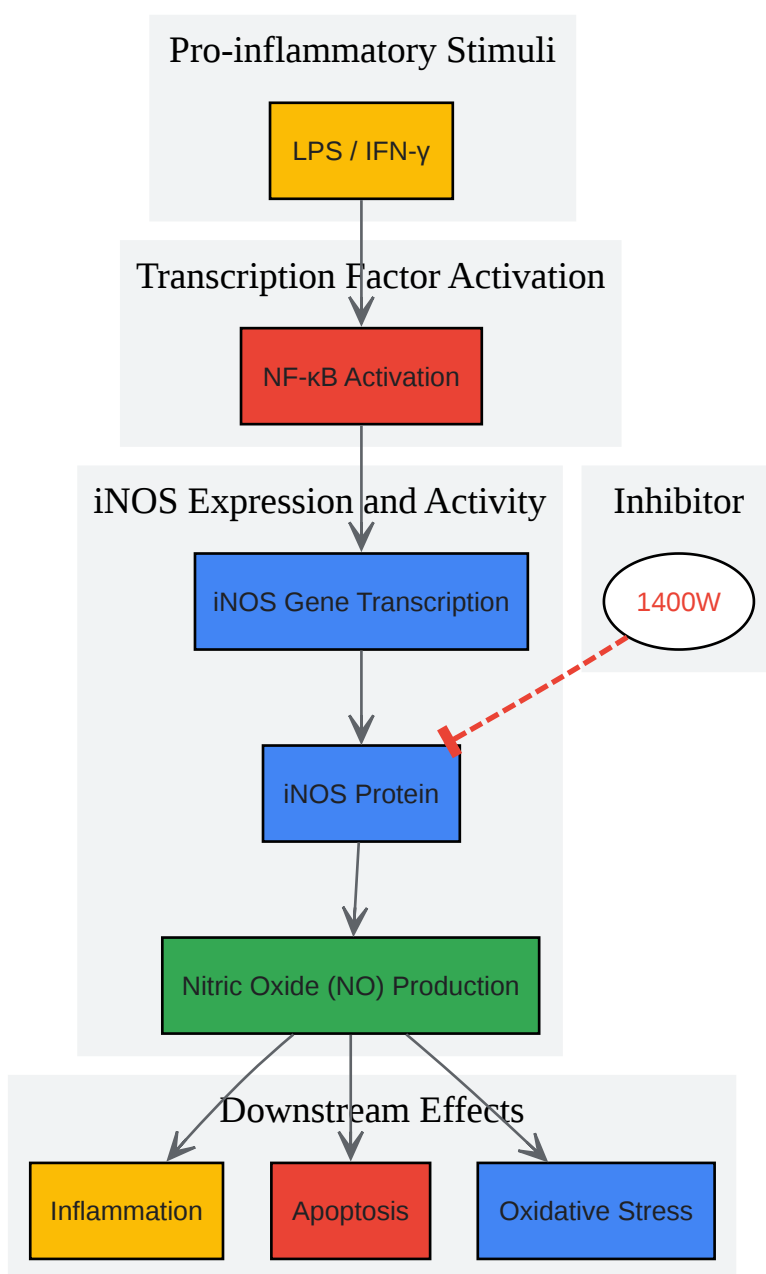 Pro-inflammatory Stimuli
LPS / IFN-γ
Transcription Factor Activation
NF-κB Activation
iNOS Expression and Activity
Inhibitor
iNOS Gene Transcription
1400W
iNOS Protein
Nitric Oxide (NO) Production
Downstream Effects
Inflammation
Apoptosis
Oxidative Stress